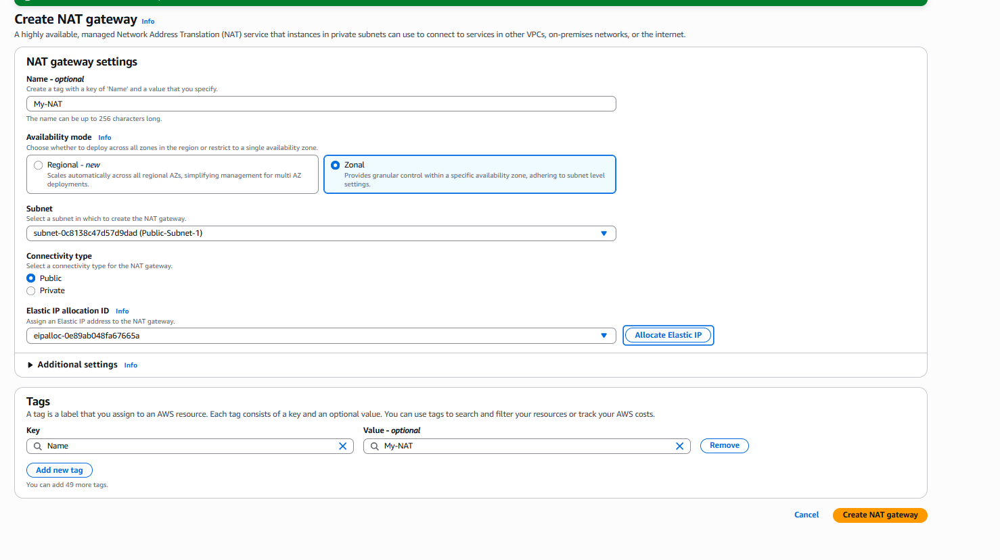 Create NAT gateway Info
A highly available, managed Network Address Translation (NAT) service that instances in private subnets can use to connect to services in other VPCs, on-premises networks, or the internet.
NAT gateway settings
Name - optional
Create a tag with a key of 'Name' and a value that you specify.
My-NAT
The name can be up to 256 characters long.
Availability mode Info
Choose whether to deploy across all zones in the region or restrict to a single availability zone.
Regional - new
Scales automatically across all regional AZs, simplifying management for multi AZ
deployments.
Zonal
Provides granular control within a specific availability zone, adhering to subnet level
settings.
Subnet
Select a subnet in which to create the NAT gateway.
subnet-0c8138c47d57d9dad (Public-Subnet-1)
Connectivity type
Select a connectivity type for the NAT gateway.
Public
Private
Elastic IP allocation ID Info
Assign an Elastic IP address to the NAT gateway.
eipalloc-0e89ab048fa67665a
Allocate Elastic IP
Additional settings Info
Tags
A tag is a label that you assign to an AWS resource. Each tag consists of a key and an optional value. You can use tags to search and filter your resources or track your AWS costs.
Key
Value - optional
Name
My-NAT
Remove
Add new tag
You can add 49 more tags.
Cancel
Create NAT gateway